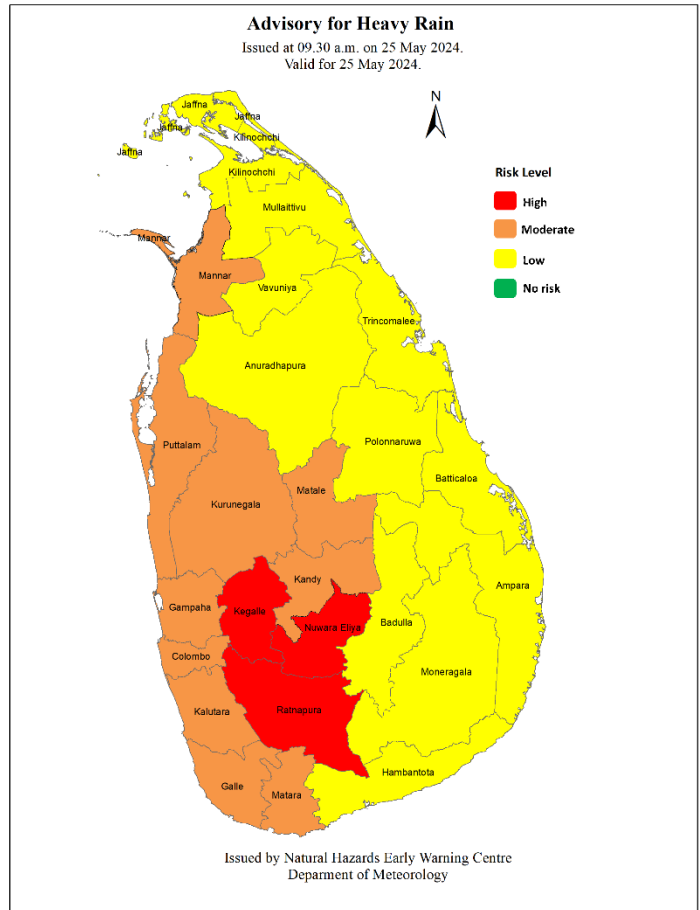 Advisory for Heavy Rain
Issued at 09.30 a.m. on 25 May 2024.
Valid for 25 May 2024.
N
Risk Level
High
Moderate
Low
No risk
Jaffna
Jaffna
Jaffna
Kilinochchi
Jaffna
Kilinochchi
Mullaittivu
Mannar
Mannar
Vavuniya
Trincomalee
Anuradhapura
Polonnaruwa
Puttalam
Batticaloa
Matale
Kurunegala
Kandy
Ampara
Gampaha
Kegalle
Badulla
Nuwara Eliya
Colombo
Moneragala
Kalutara
Ratnapura
Hambantota
Galle
Matara
Issued by Natural Hazards Early Warning Centre
Deparment of Meteorology